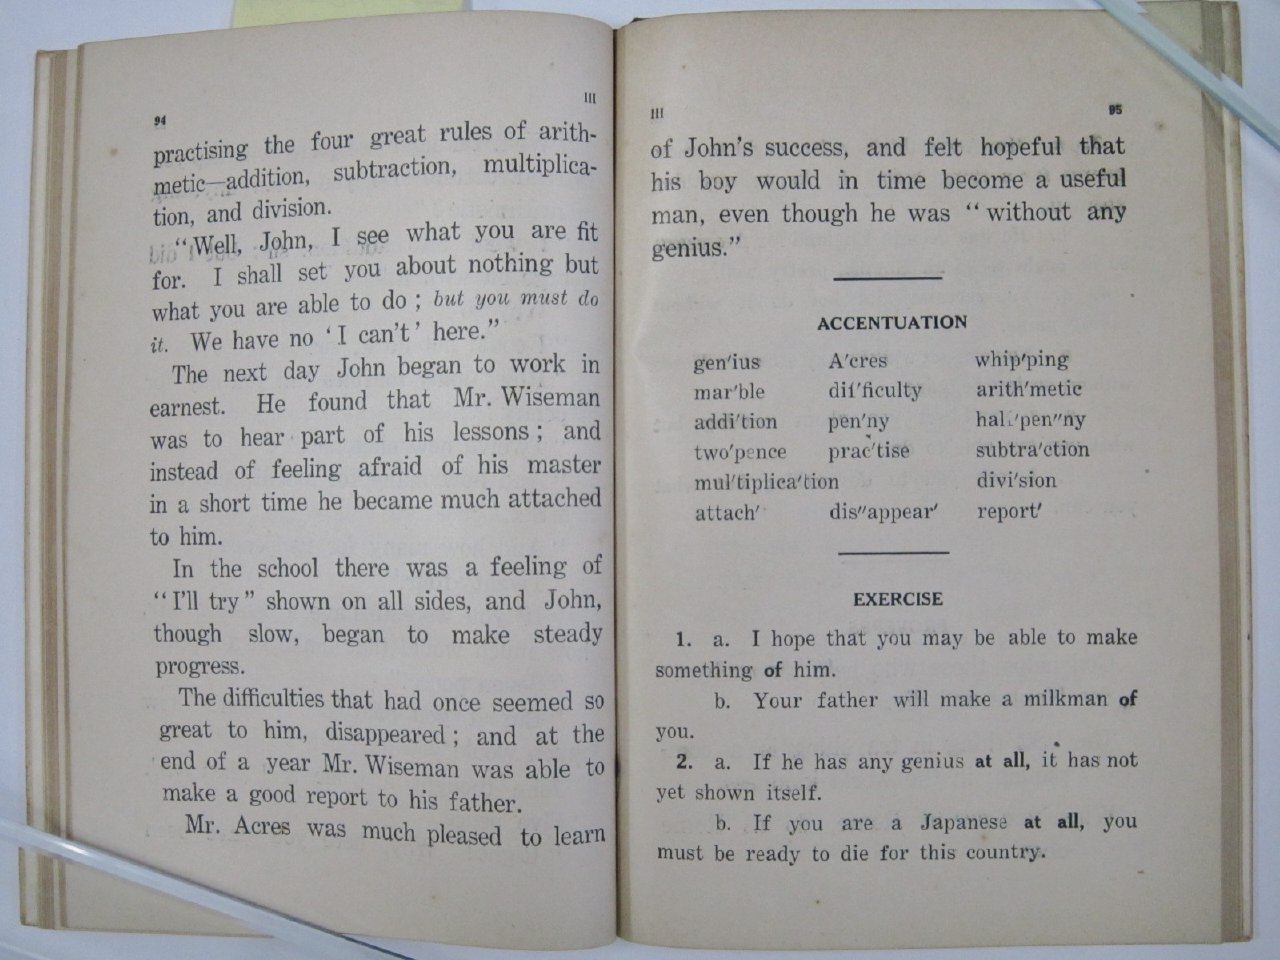 94
III
practising the four great rules of arith-
metic—addition, subtraction, multiplica-
tion, and division.
“Well, John, I see what you are fit
for. I shall set you about nothing but
what you are able to do ; but you must do
it. We have no ‘ I can’t ’ here.”
The next day John began to work in
earnest. He found that Mr. Wiseman
was to hear part of his lessons ; and
instead of feeling afraid of his master
in a short time he became much attached
to him.
In the school there was a feeling of
“I’ll try” shown on all sides, and John,
though slow, began to make steady
progress.
The difficulties that had once seemed so
great to him, disappeared ; and at the
end of a year Mr. Wiseman was able to
make a good report to his father.
Mr. Acres was much pleased to learn
III
95
of John’s success, and felt hopeful that
his boy would in time become a useful
man, even though he was “without any
genius.”
ACCENTUATION
gen′ius A′cres whip′ping
mar′ble dif′ficulty arith′metic
addi′tion pen′ny half′pen″ny
two′pence prac′tise subtra′ction
mul′tiplica′tion divi′sion
attach′ dis″appear′ report′
EXERCISE
1. a. I hope that you may be able to make
something of him.
b. Your father will make a milkman of
you.
2. a. If he has any genius at all, it has not
yet shown itself.
b. If you are a Japanese at all, you
must be ready to die for this country.